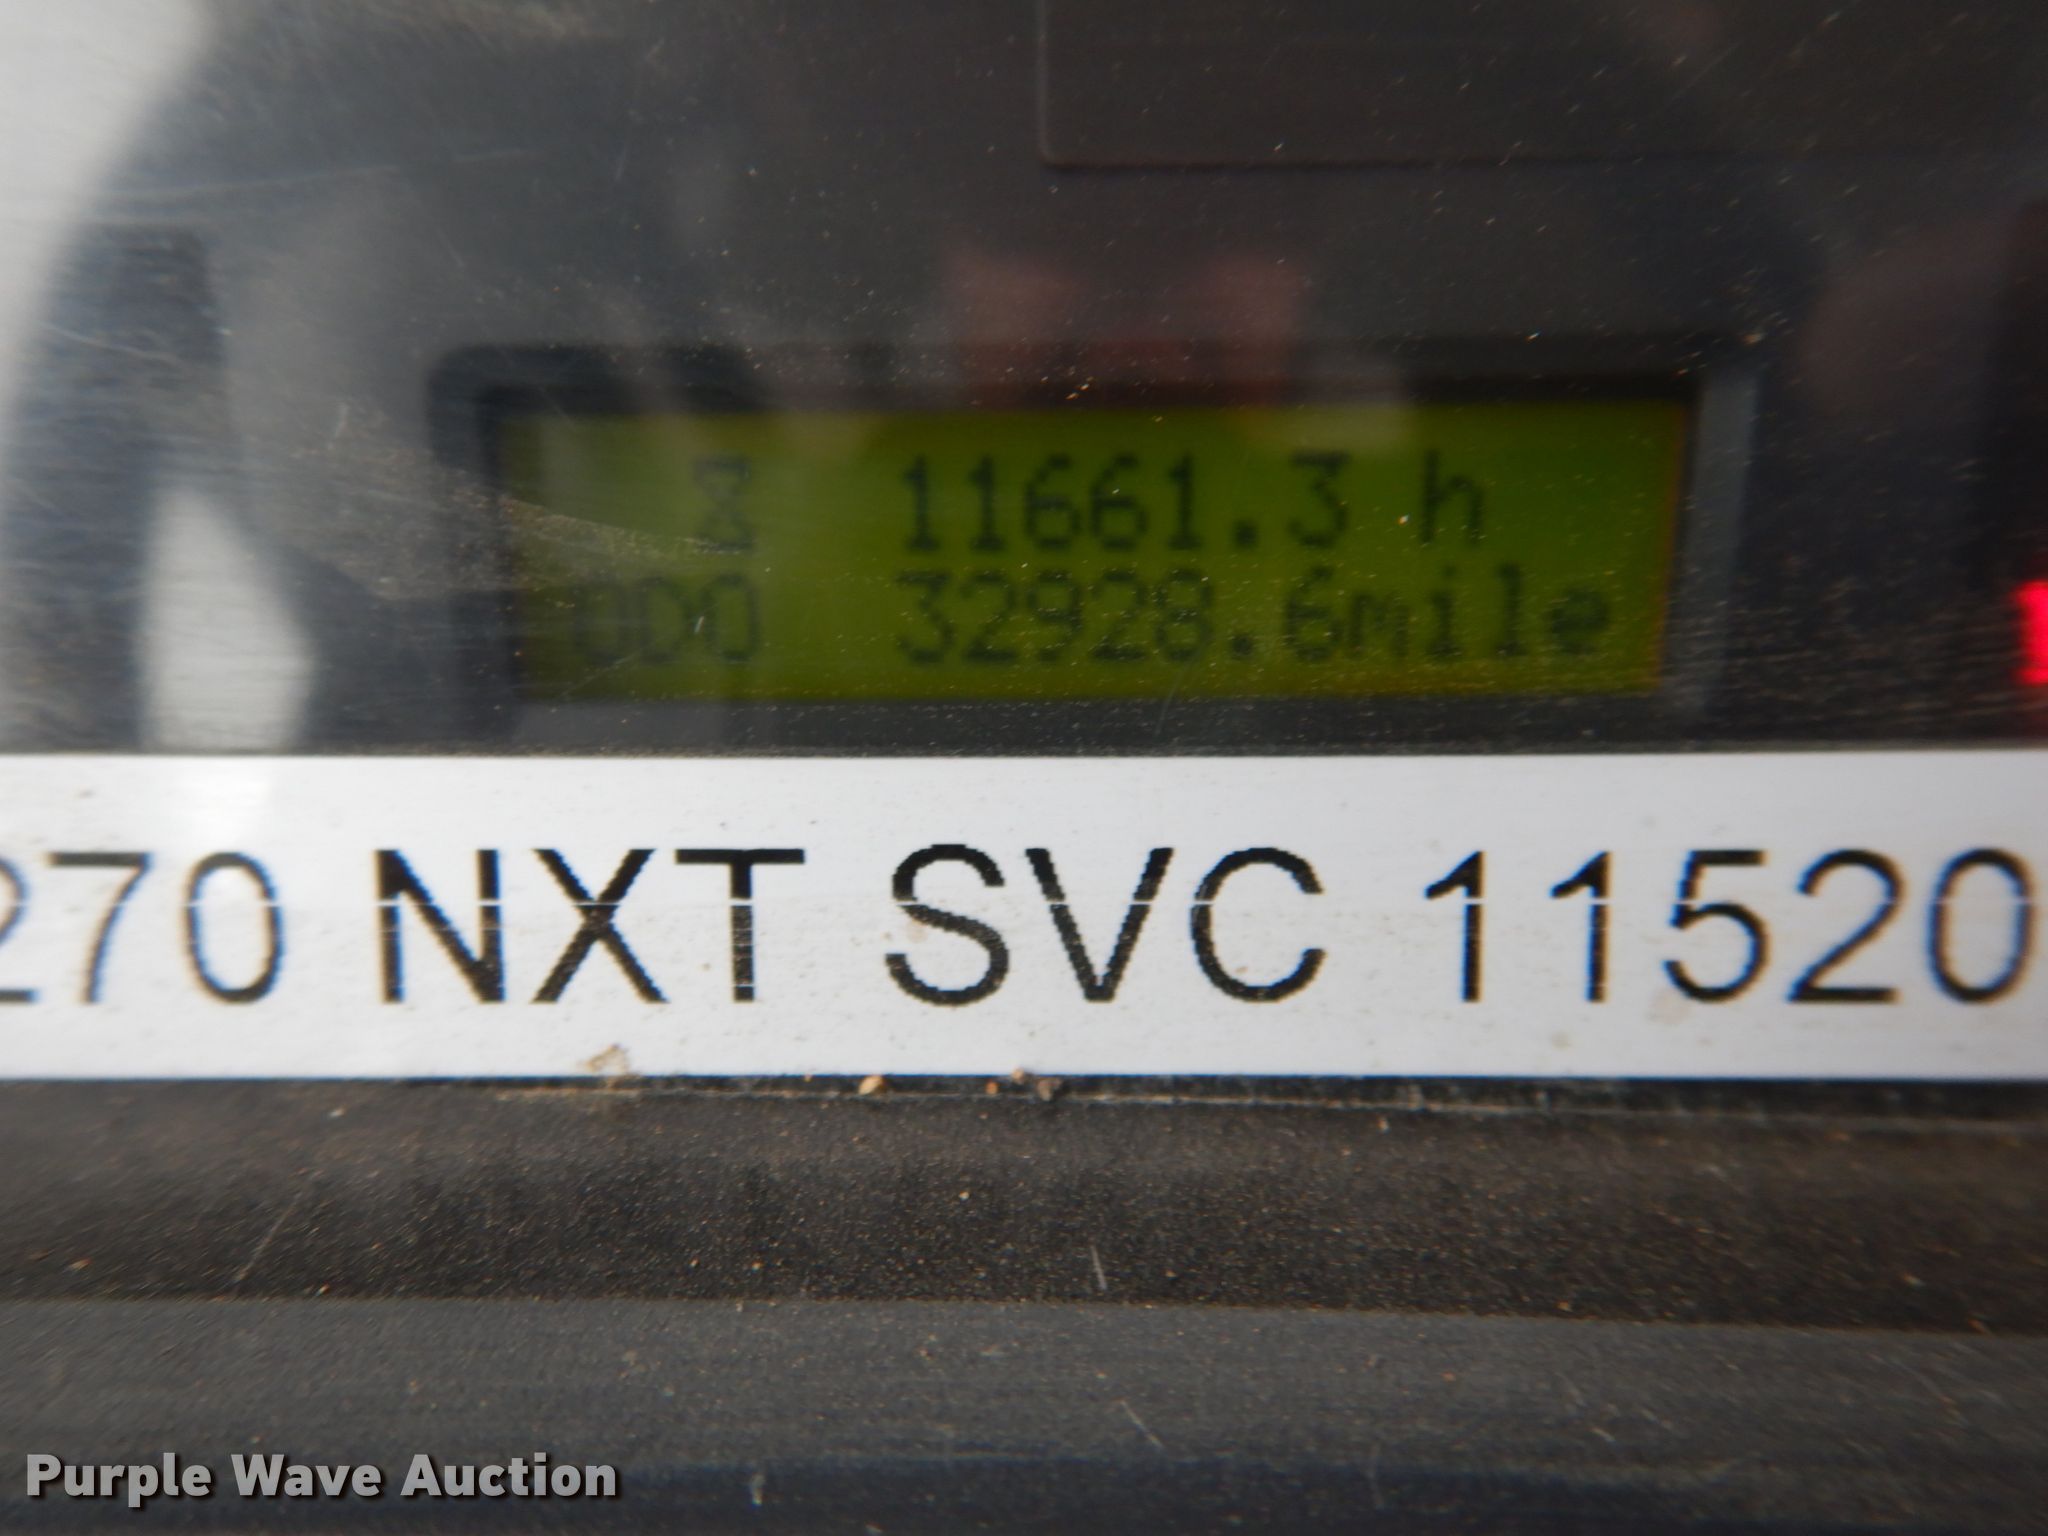 11661.3 h
ODO 32928.6mile
270 NXT SVC 11520
Purple Wave Auction